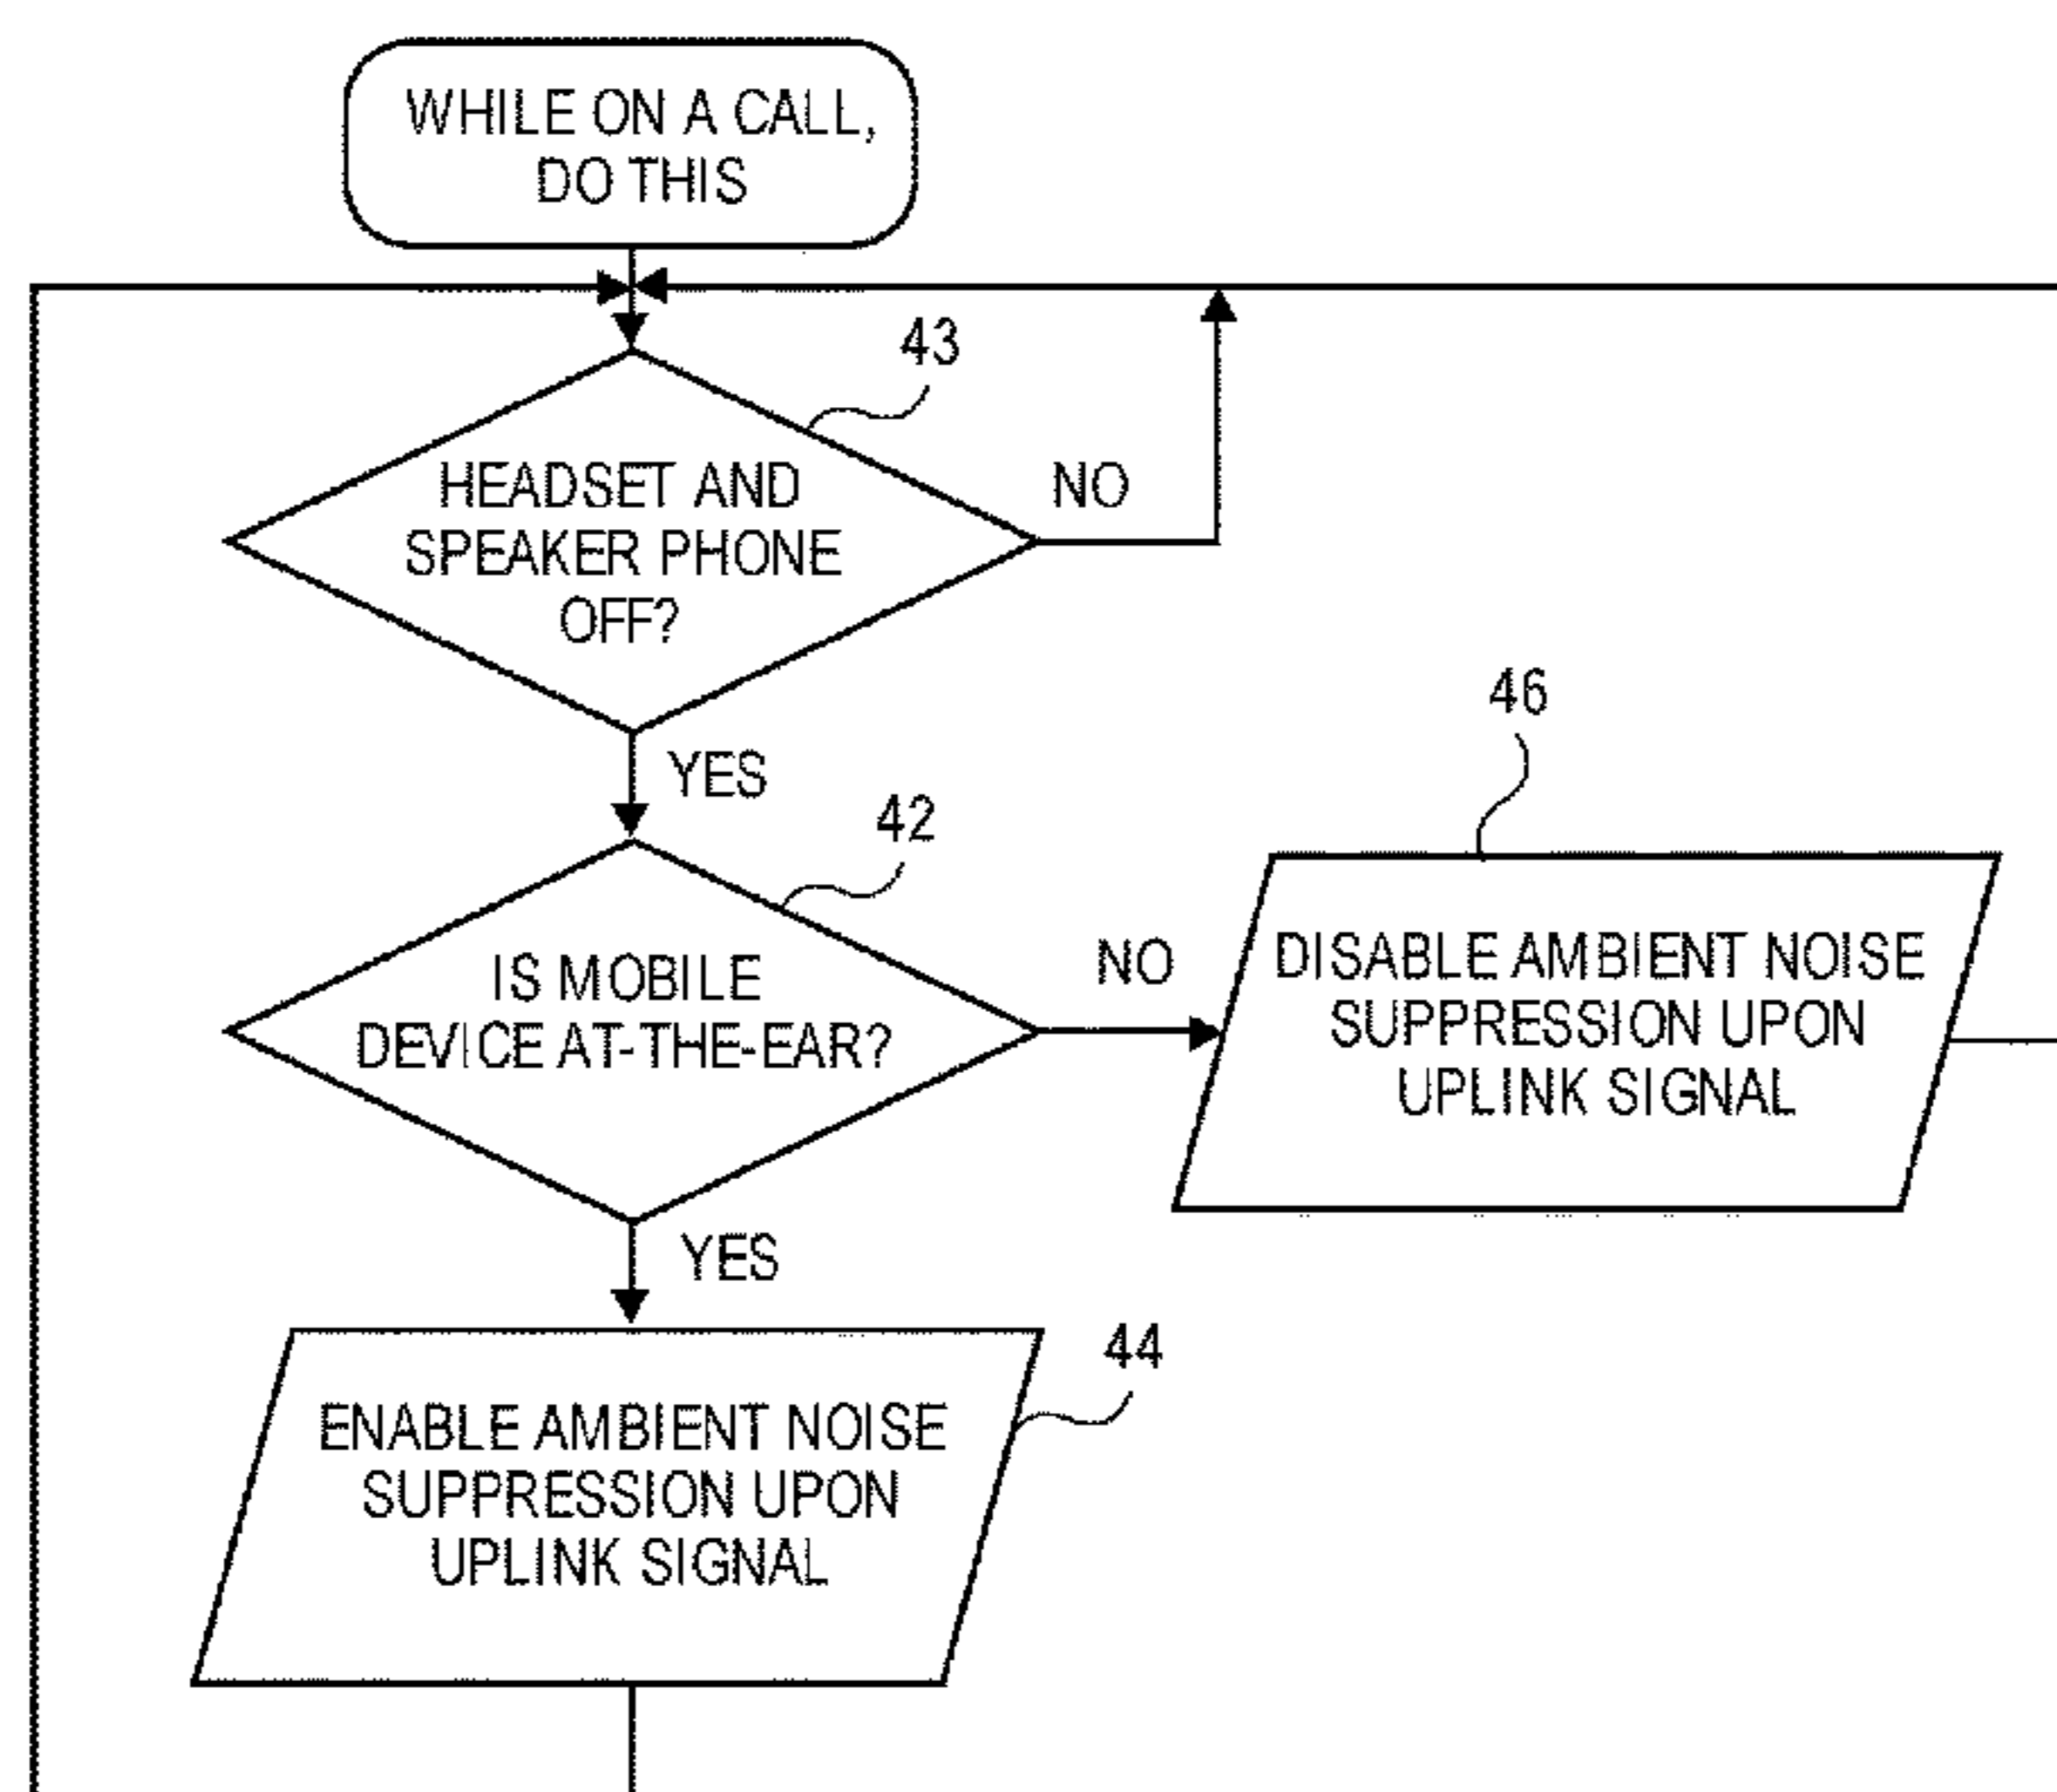 WHILE ON A CALL,
DO THIS
43
HEADSET AND
SPEAKER PHONE
OFF?
NO
YES
42
IS MOBILE
DEVICE AT-THE-EAR?
NO
46
DISABLE AMBIENT NOISE
SUPPRESSION UPON
UPLINK SIGNAL
YES
44
ENABLE AMBIENT NOISE
SUPPRESSION UPON
UPLINK SIGNAL